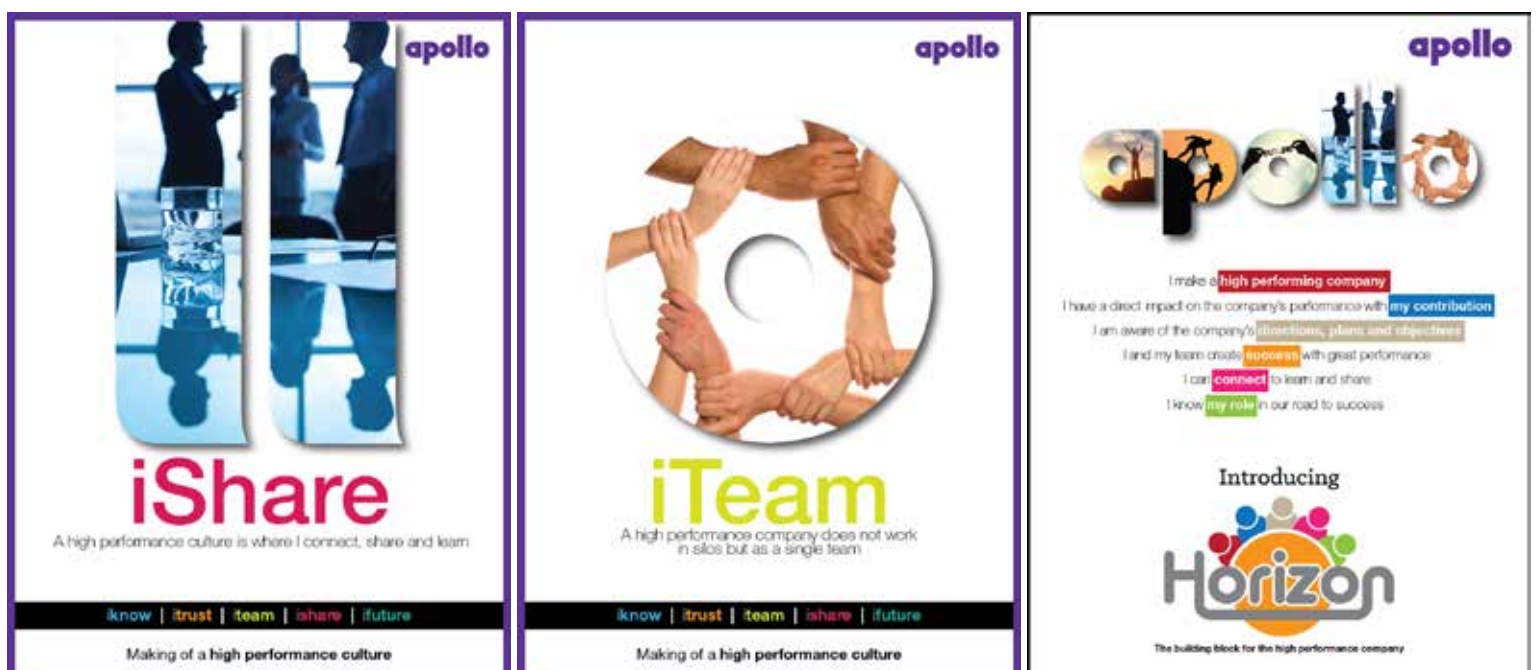 apollo
iShare
A high performance culture is where I connect, share and learn
iknow | itrust | iteam | ishare | ifuture
Making of a high performance culture
apollo
iTeam
A high performance company does not work
in silos but as a single team
iknow | itrust | iteam | ishare | ifuture
Making of a high performance culture
apollo
apollo
I make a high performing company
I have a direct impact on the company's performance with my contribution
I am aware of the company's directions, plans and objectives
I and my team create success with great performance
I can connect to learn and share
I know my role in our road to success
Introducing
Horizon
The building block for the high performance company